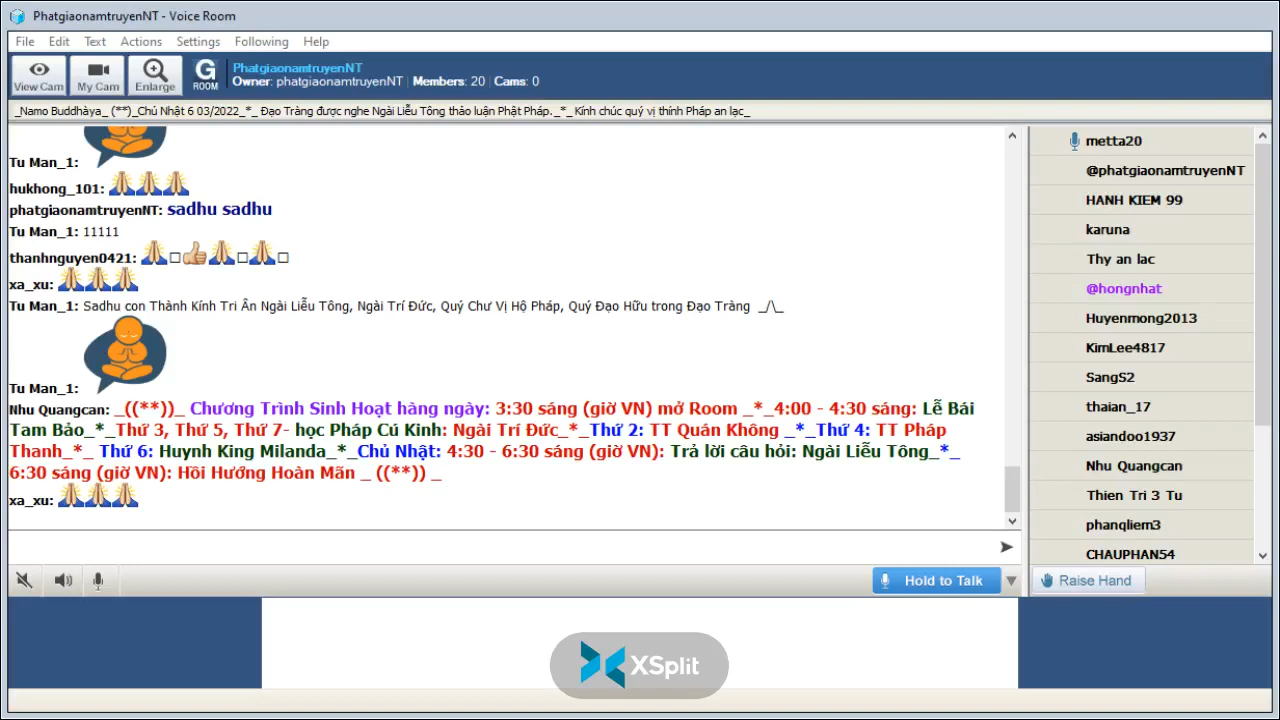 PhatgiaonamtruyenNT - Voice Room
File Edit Text Actions Settings Following Help
View Cam My Cam Enlarge G ROOM
PhatgiaonamtruyenNT
Owner: phatgiaonamtruyenNT Members: 20 Cams: 0
_Namo Buddhàya_ (**)_Chủ Nhật 6 03/2022_*_ Đạo Tràng được nghe Ngài Liễu Tông thảo luận Phật Pháp._*_ Kính chúc quý vị thính Pháp an lạc_
Tu Man_1:
hukhong_101: 🙏🙏🙏
phatgiaonamtruyenNT: sadhu sadhu
Tu Man_1: 11111
thanhnguyen0421: 🙏□👍🙏□🙏□
xa_xu: 🙏🙏🙏
Tu Man_1: Sadhu con Thành Kính Tri Ân Ngài Liễu Tông, Ngài Trí Đức, Quý Chư Vị Hộ Pháp, Quý Đạo Hữu trong Đạo Tràng _/\_
Tu Man_1:
Nhu Quangcan: _((**))_ Chương Trình Sinh Hoạt hàng ngày: 3:30 sáng (giờ VN) mở Room _*_4:00 - 4:30 sáng: Lễ Bái
Tam Bảo_*_Thứ 3, Thứ 5, Thứ 7- học Pháp Cú Kinh: Ngài Trí Đức_*_Thứ 2: TT Quán Không _*_Thứ 4: TT Pháp
Thanh_*_ Thứ 6: Huynh King Milanda_*_Chủ Nhật: 4:30 - 6:30 sáng (giờ VN): Trả lời câu hỏi: Ngài Liễu Tông_*_
6:30 sáng (giờ VN): Hồi Hướng Hoàn Mãn _ ((**)) _
xa_xu: 🙏🙏🙏
metta20
@phatgiaonamtruyenNT
HANH KIEM 99
karuna
Thy an lac
@hongnhat
Huyenmong2013
KimLee4817
SangS2
thaian_17
asiandoo1937
Nhu Quangcan
Thien Tri 3 Tu
phanqliem3
CHAUPHAN54
Hold to Talk
Raise Hand
XSplit